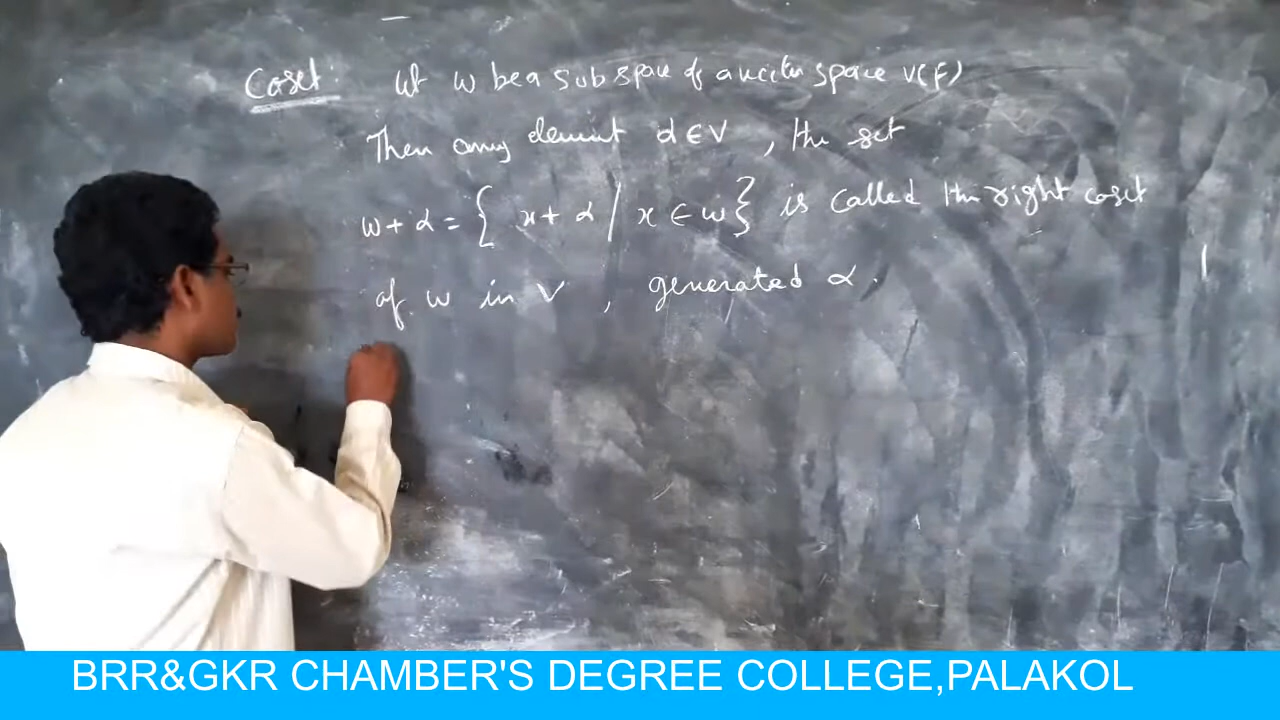 Coset: Let W be a subspace of a vector space V(F)
Then any element α ∈ V , the set
W + α = { x + α / x ∈ W } is called the right coset
of W in V , generated α .
BRR&GKR CHAMBER'S DEGREE COLLEGE,PALAKOL